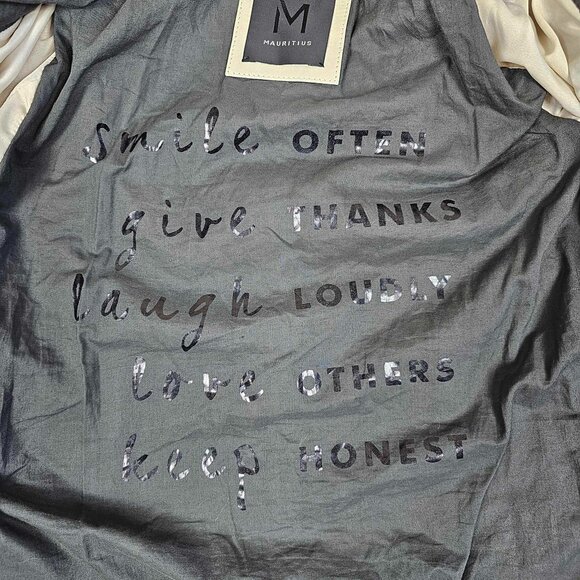 M
MAURITIUS
smile OFTEN
give THANKS
laugh LOUDLY
love OTHERS
keep HONEST